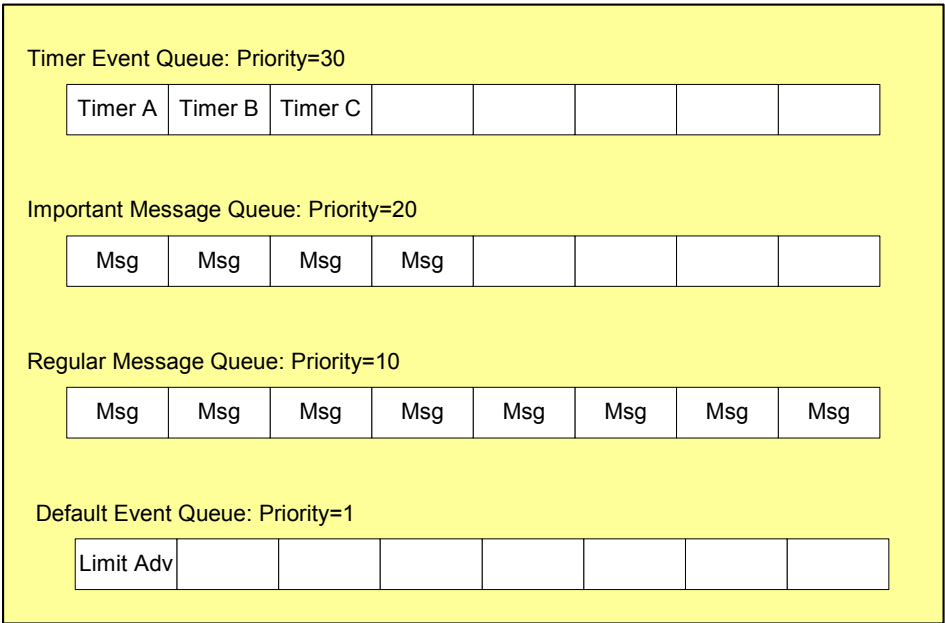 Timer Event Queue: Priority=30
Timer A Timer B Timer C
Important Message Queue: Priority=20
Msg Msg Msg Msg
Regular Message Queue: Priority=10
Msg Msg Msg Msg Msg Msg Msg Msg
Default Event Queue: Priority=1
Limit Adv